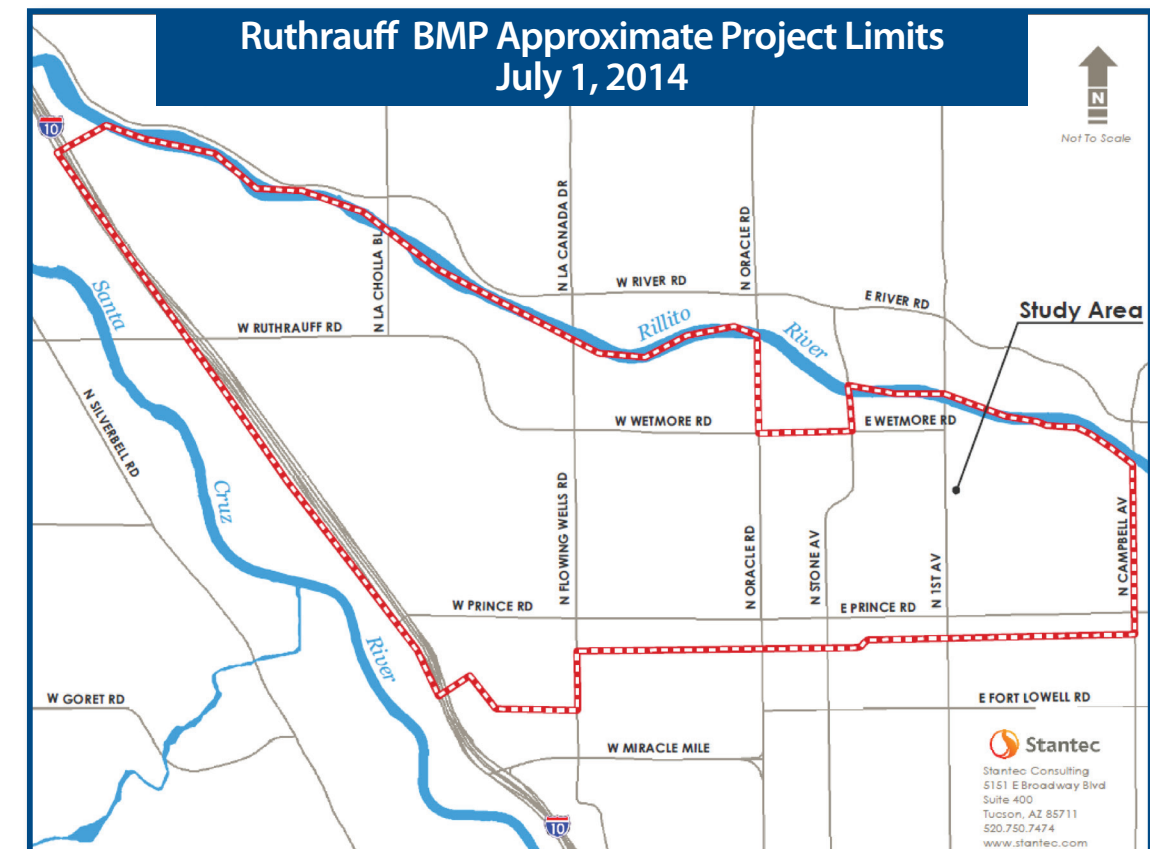 Ruthrauff BMP Approximate Project Limits
July 1, 2014
N
Not To Scale
10
N LA CHOLLA BL
N LA CANADA DR
N ORACLE RD
W RIVER RD
E RIVER RD
Santa
Rillito
River
Study Area
W RUTHRAUFF RD
N SILVERBELL RD
W WETMORE RD
E WETMORE RD
Cruz
N FLOWING WELLS RD
N ORACLE RD
N STONE AV
N 1ST AV
N CAMPBELL AV
W PRINCE RD
E PRINCE RD
River
W GORET RD
E FORT LOWELL RD
W MIRACLE MILE
10
Stantec
Stantec Consulting
5151 E Broadway Blvd
Suite 400
Tucson, AZ 85711
520.750.7474
www.stantec.com